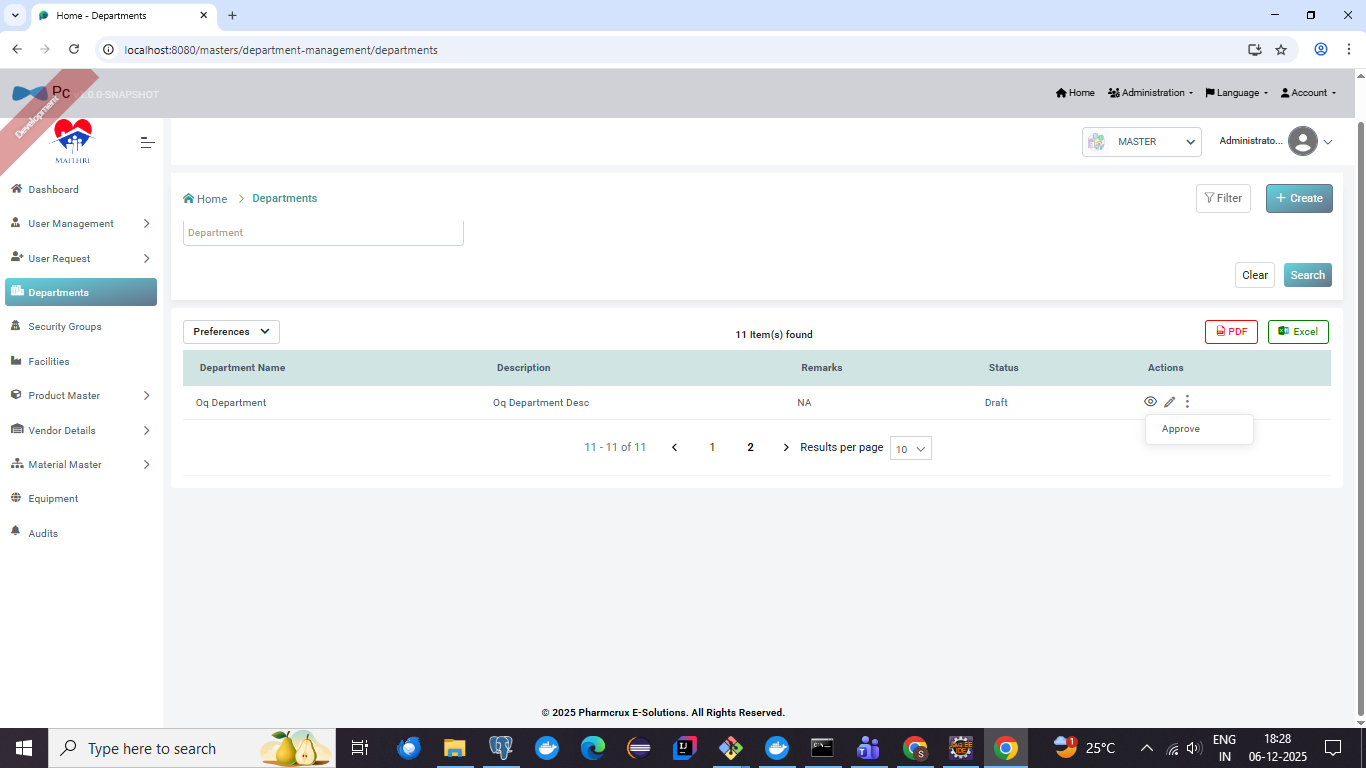 Home - Departments
localhost:8080/masters/department-management/departments
Pc v1.0.0-SNAPSHOT
Home Administration Language Account
Development
MAITHRI
MASTER Administrato...
Dashboard
User Management
User Request
Departments
Security Groups
Facilities
Product Master
Vendor Details
Material Master
Equipment
Audits
Home Departments Filter + Create
Department
Clear Search
Preferences 11 Item(s) found PDF Excel
Department Name Description Remarks Status Actions
Oq Department Oq Department Desc NA Draft
Approve
11 - 11 of 11 1 2 Results per page 10
© 2025 Pharmcrux E-Solutions. All Rights Reserved.
Type here to search 1 25°C ENG IN 18:28 06-12-2025